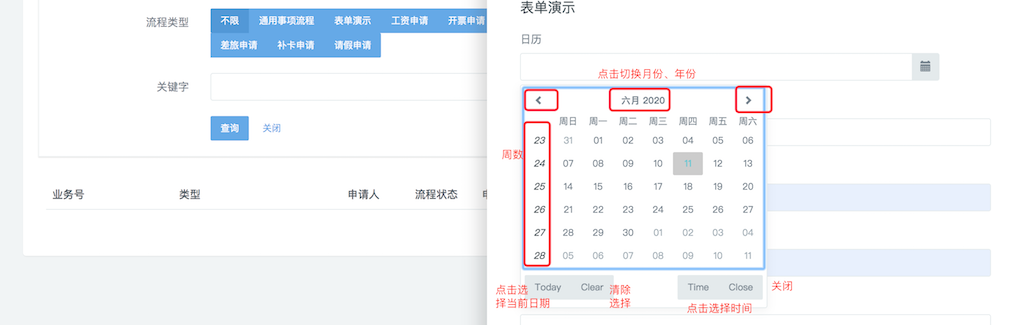 流程类型
不限 通用事项流程 表单演示 工资申请 开票申请
差旅申请 补卡申请 请假申请
关键字
查询 关闭
业务号 类型 申请人 流程状态
表单演示
日历
点击切换月份、年份
六月 2020
周日 周一 周二 周三 周四 周五 周六
周数
23 31 01 02 03 04 05 06
24 07 08 09 10 11 12 13
25 14 15 16 17 18 19 20
26 21 22 23 24 25 26 27
27 28 29 30 01 02 03 04
28 05 06 07 08 09 10 11
Today Clear Time Close
点击选
择当前日期
清除
选择
点击选择时间
关闭